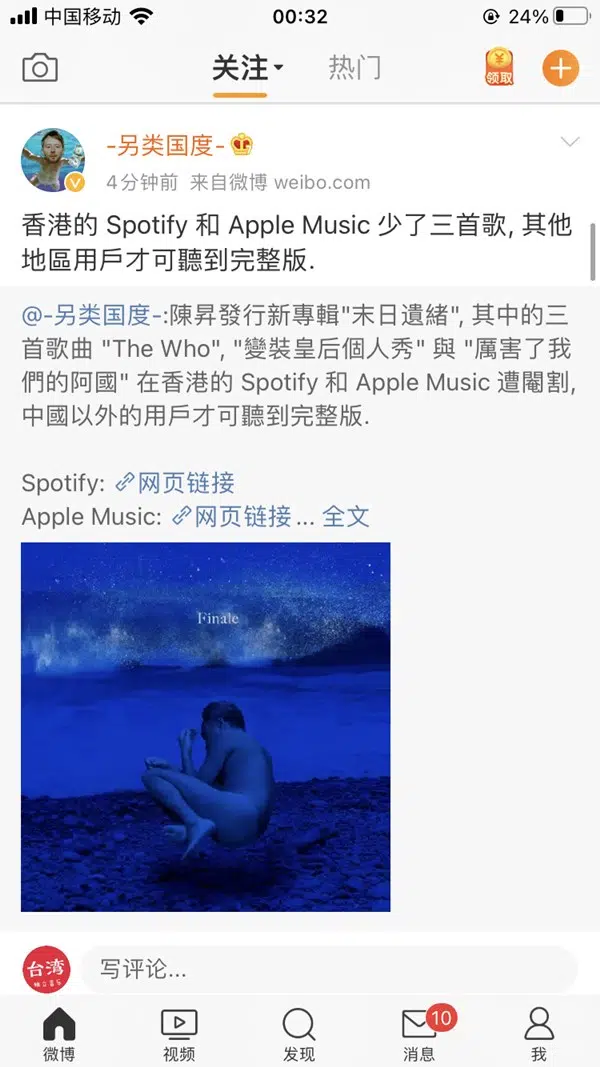 中国移动
00:32
24%
关注
热门
领取
-另类国度-
4分钟前 来自微博 weibo.com
香港的 Spotify 和 Apple Music 少了三首歌, 其他
地區用戶才可聽到完整版.
@-另类国度-:陳昇發行新專輯"末日遺緒", 其中的三
首歌曲 "The Who", "變裝皇后個人秀" 與 "厲害了我
們的阿國" 在香港的 Spotify 和 Apple Music 遭閹割,
中國以外的用戶才可聽到完整版.
Spotify: 网页链接
Apple Music: 网页链接... 全文
Finale
台湾
独立音乐
写评论...
微博
视频
发现
10
消息
我